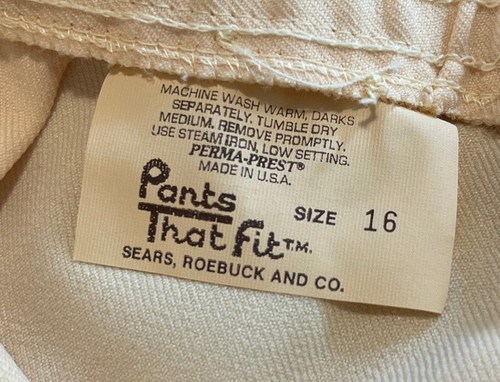 MACHINE WASH WARM, DARKS
SEPARATELY. TUMBLE DRY
MEDIUM. REMOVE PROMPTLY.
USE STEAM IRON, LOW SETTING.
PERMA-PREST®
MADE IN U.S.A.
Pants
That Fit T.M.
SIZE 16
SEARS, ROEBUCK AND CO.